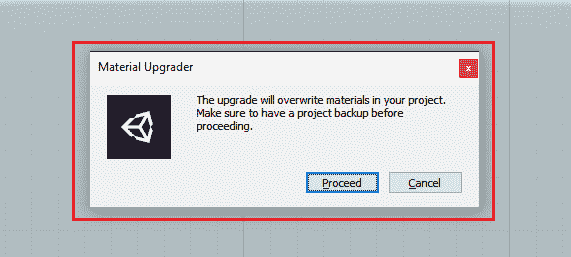 Material Upgrader
The upgrade will overwrite materials in your project.
Make sure to have a project backup before
proceeding.
Proceed
Cancel